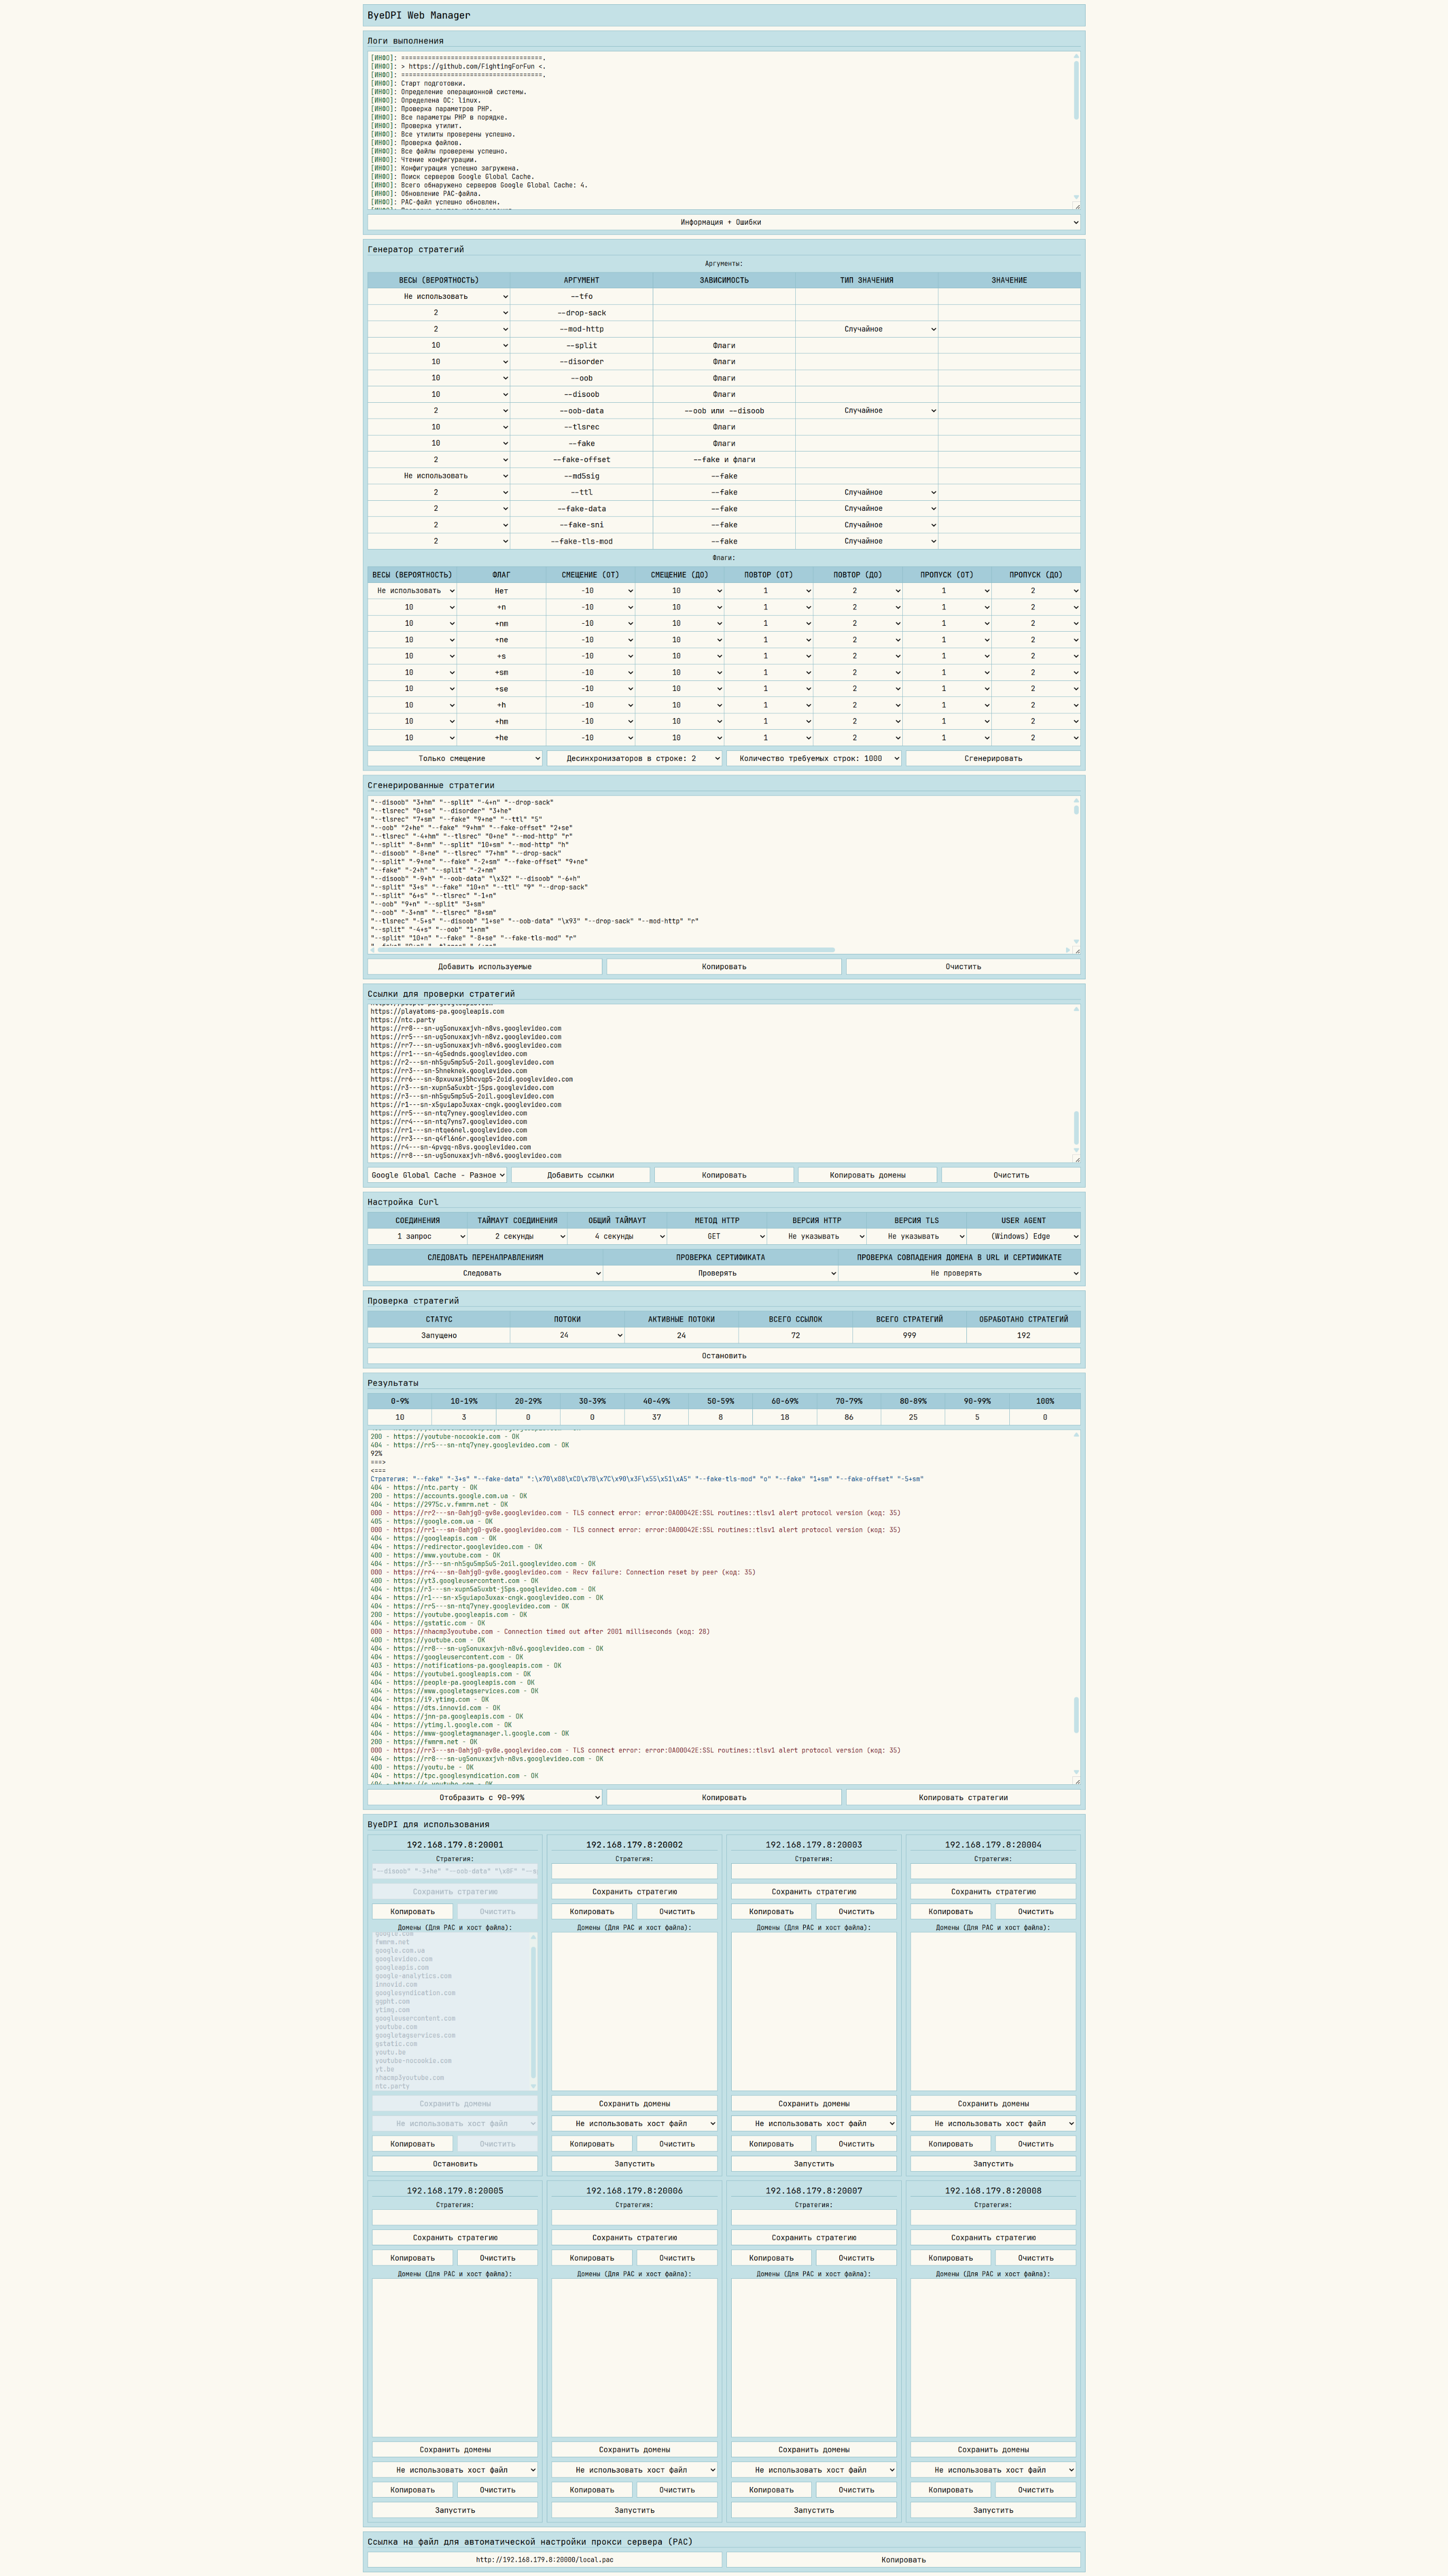 ByeDPI Web Manager
Логи выполнения
[ИНФО]: =====================================.
[ИНФО]: > https://github.com/FightingForFun <.
[ИНФО]: =====================================.
[ИНФО]: Старт подготовки.
[ИНФО]: Определение операционной системы.
[ИНФО]: Определена ОС: linux.
[ИНФО]: Проверка параметров PHP.
[ИНФО]: Все параметры PHP в порядке.
[ИНФО]: Проверка утилит.
[ИНФО]: Все утилиты проверены успешно.
[ИНФО]: Проверка файлов.
[ИНФО]: Все файлы проверены успешно.
[ИНФО]: Чтение конфигурации.
[ИНФО]: Конфигурация успешно загружена.
[ИНФО]: Поиск серверов Google Global Cache.
[ИНФО]: Всего обнаружено серверов Google Global Cache: 4.
[ИНФО]: Обновление PAC-файла.
[ИНФО]: PAC-файл успешно обновлен.
Информация + Ошибки
Генератор стратегий
Аргументы:
ВЕСЫ (ВЕРОЯТНОСТЬ) АРГУМЕНТ ЗАВИСИМОСТЬ ТИП ЗНАЧЕНИЯ ЗНАЧЕНИЕ
Не использовать --tfo
2 --drop-sack
2 --mod-http Случайное
10 --split Флаги
10 --disorder Флаги
10 --oob Флаги
10 --disoob Флаги
2 --oob-data --oob или --disoob Случайное
10 --tlsrec Флаги
10 --fake Флаги
2 --fake-offset --fake и флаги
Не использовать --md5sig --fake
2 --ttl --fake Случайное
2 --fake-data --fake Случайное
2 --fake-sni --fake Случайное
2 --fake-tls-mod --fake Случайное
Флаги:
ВЕСЫ (ВЕРОЯТНОСТЬ) ФЛАГ СМЕЩЕНИЕ (ОТ) СМЕЩЕНИЕ (ДО) ПОВТОР (ОТ) ПОВТОР (ДО) ПРОПУСК (ОТ) ПРОПУСК (ДО)
Не использовать Нет -10 10 1 2 1 2
10 +n -10 10 1 2 1 2
10 +nm -10 10 1 2 1 2
10 +ne -10 10 1 2 1 2
10 +s -10 10 1 2 1 2
10 +sm -10 10 1 2 1 2
10 +se -10 10 1 2 1 2
10 +h -10 10 1 2 1 2
10 +hm -10 10 1 2 1 2
10 +he -10 10 1 2 1 2
Только смещение Десинхронизаторов в строке: 2 Количество требуемых строк: 1000 Сгенерировать
Сгенерированные стратегии
"--disoob" "3+hm" "--split" "-4+n" "--drop-sack"
"--tlsrec" "0+se" "--disorder" "3+he"
"--tlsrec" "7+sm" "--fake" "9+ne" "--ttl" "5"
"--oob" "2+he" "--fake" "9+hm" "--fake-offset" "2+se"
"--tlsrec" "-4+hm" "--tlsrec" "0+ne" "--mod-http" "r"
"--split" "-8+nm" "--split" "10+sm" "--mod-http" "h"
"--disoob" "-8+ne" "--tlsrec" "7+hm" "--drop-sack"
"--split" "-9+ne" "--fake" "-2+sm" "--fake-offset" "9+ne"
"--fake" "-2+h" "--split" "-2+nm"
"--disoob" "-9+h" "--oob-data" "\x32" "--disoob" "-6+h"
"--split" "3+s" "--fake" "10+n" "--ttl" "9" "--drop-sack"
"--split" "6+s" "--tlsrec" "-1+n"
"--oob" "9+n" "--split" "3+sm"
"--oob" "-3+nm" "--tlsrec" "8+sm"
"--tlsrec" "-5+s" "--disoob" "1+se" "--oob-data" "\x93" "--drop-sack" "--mod-http" "r"
"--split" "-4+s" "--oob" "1+nm"
"--split" "10+n" "--fake" "-8+se" "--fake-tls-mod" "r"
Добавить используемые Копировать Очистить
Ссылки для проверки стратегий
https://playatoms-pa.googleapis.com
https://ntc.party
https://rr8---sn-ug5onuxaxjvh-n8vs.googlevideo.com
https://rr5---sn-ug5onuxaxjvh-n8vz.googlevideo.com
https://rr7---sn-ug5onuxaxjvh-n8v6.googlevideo.com
https://rr1---sn-4g5ednds.googlevideo.com
https://r2---sn-nh5gu5mp5u5-2oil.googlevideo.com
https://rr3---sn-5hneknek.googlevideo.com
https://rr6---sn-8pxuuxaj5hcvqp5-2oid.googlevideo.com
https://r3---sn-xupn5a5uxbt-j5ps.googlevideo.com
https://r3---sn-nh5gu5mp5u5-2oil.googlevideo.com
https://r1---sn-x5guiapo3uxax-cngk.googlevideo.com
https://rr5---sn-ntq7yney.googlevideo.com
https://rr4---sn-ntq7yns7.googlevideo.com
https://rr1---sn-ntqe6nel.googlevideo.com
https://rr3---sn-q4fl6n6r.googlevideo.com
https://r4---sn-4pvgq-n8vs.googlevideo.com
https://rr8---sn-ug5onuxaxjvh-n8v6.googlevideo.com
Google Global Cache - Разное Добавить ссылки Копировать Копировать домены Очистить
Настройка Curl
СОЕДИНЕНИЯ ТАЙМАУТ СОЕДИНЕНИЯ ОБЩИЙ ТАЙМАУТ МЕТОД HTTP ВЕРСИЯ HTTP ВЕРСИЯ TLS USER AGENT
1 запрос 2 секунды 4 секунды GET Не указывать Не указывать (Windows) Edge
СЛЕДОВАТЬ ПЕРЕНАПРАВЛЕНИЯМ ПРОВЕРКА СЕРТИФИКАТА ПРОВЕРКА СОВПАДЕНИЯ ДОМЕНА В URL И СЕРТИФИКАТЕ
Следовать Проверять Не проверять
Проверка стратегий
СТАТУС ПОТОКИ АКТИВНЫЕ ПОТОКИ ВСЕГО ССЫЛОК ВСЕГО СТРАТЕГИЙ ОБРАБОТАНО СТРАТЕГИЙ
Запущено 24 24 72 999 192
Остановить
Результаты
0-9% 10-19% 20-29% 30-39% 40-49% 50-59% 60-69% 70-79% 80-89% 90-99% 100%
10 3 0 0 37 8 18 86 25 5 0
200 - https://youtube-nocookie.com - OK
404 - https://rr5---sn-ntq7yney.googlevideo.com - OK
92%
===>
<===
Стратегия: "--fake" "-3+s" "--fake-data" ":\x70\xD8\xCD\x7B\x7C\x90\x3F\x55\x51\xA5" "--fake-tls-mod" "o" "--fake" "1+sm" "--fake-offset" "-5+sm"
404 - https://ntc.party - OK
200 - https://accounts.google.com.ua - OK
404 - https://2975c.v.fwmrm.net - OK
000 - https://rr2---sn-0ahjg0-gv8e.googlevideo.com - TLS connect error: error:0A00042E:SSL routines::tlsv1 alert protocol version (код: 35)
405 - https://google.com.ua - OK
000 - https://rr1---sn-0ahjg0-gv8e.googlevideo.com - TLS connect error: error:0A00042E:SSL routines::tlsv1 alert protocol version (код: 35)
404 - https://googleapis.com - OK
404 - https://redirector.googlevideo.com - OK
400 - https://www.youtube.com - OK
404 - https://r3---sn-nh5gu5mp5u5-2oil.googlevideo.com - OK
000 - https://rr4---sn-0ahjg0-gv8e.googlevideo.com - Recv failure: Connection reset by peer (код: 35)
400 - https://yt3.googleusercontent.com - OK
404 - https://r3---sn-xupn5a5uxbt-j5ps.googlevideo.com - OK
404 - https://r1---sn-x5guiapo3uxax-cngk.googlevideo.com - OK
404 - https://rr5---sn-ntq7yney.googlevideo.com - OK
200 - https://youtube.googleapis.com - OK
404 - https://gstatic.com - OK
000 - https://nhacmp3youtube.com - Connection timed out after 2001 milliseconds (код: 28)
400 - https://youtube.com - OK
404 - https://rr8---sn-ug5onuxaxjvh-n8v6.googlevideo.com - OK
404 - https://googleusercontent.com - OK
403 - https://notifications-pa.googleapis.com - OK
404 - https://youtubei.googleapis.com - OK
404 - https://people-pa.googleapis.com - OK
404 - https://www.googletagservices.com - OK
404 - https://i9.ytimg.com - OK
404 - https://dts.innovid.com - OK
404 - https://jnn-pa.googleapis.com - OK
404 - https://ytimg.l.google.com - OK
404 - https://www-googletagmanager.l.google.com - OK
200 - https://fwmrm.net - OK
000 - https://rr3---sn-0ahjg0-gv8e.googlevideo.com - TLS connect error: error:0A00042E:SSL routines::tlsv1 alert protocol version (код: 35)
404 - https://rr8---sn-ug5onuxaxjvh-n8vs.googlevideo.com - OK
400 - https://youtu.be - OK
404 - https://tpc.googlesyndication.com - OK
Отобразить с 90-99% Копировать Копировать стратегии
ByeDPI для использования
192.168.179.8:20001 192.168.179.8:20002 192.168.179.8:20003 192.168.179.8:20004
Стратегия: Стратегия: Стратегия: Стратегия:
"--disoob" "-3+he" "--oob-data" "\x8F" "--s
Сохранить стратегию Сохранить стратегию Сохранить стратегию Сохранить стратегию
Копировать Очистить Копировать Очистить Копировать Очистить Копировать Очистить
Домены (Для PAC и хост файла): Домены (Для PAC и хост файла): Домены (Для PAC и хост файла): Домены (Для PAC и хост файла):
google.com
fwmrm.net
google.com.ua
googlevideo.com
googleapis.com
google-analytics.com
innovid.com
googlesyndication.com
ggpht.com
ytimg.com
googleusercontent.com
youtube.com
googletagservices.com
gstatic.com
youtu.be
youtube-nocookie.com
yt.be
nhacmp3youtube.com
ntc.party
Сохранить домены Сохранить домены Сохранить домены Сохранить домены
Не использовать хост файл Не использовать хост файл Не использовать хост файл Не использовать хост файл
Копировать Очистить Копировать Очистить Копировать Очистить Копировать Очистить
Остановить Запустить Запустить Запустить
192.168.179.8:20005 192.168.179.8:20006 192.168.179.8:20007 192.168.179.8:20008
Стратегия: Стратегия: Стратегия: Стратегия:
Сохранить стратегию Сохранить стратегию Сохранить стратегию Сохранить стратегию
Копировать Очистить Копировать Очистить Копировать Очистить Копировать Очистить
Домены (Для PAC и хост файла): Домены (Для PAC и хост файла): Домены (Для PAC и хост файла): Домены (Для PAC и хост файла):
Сохранить домены Сохранить домены Сохранить домены Сохранить домены
Не использовать хост файл Не использовать хост файл Не использовать хост файл Не использовать хост файл
Копировать Очистить Копировать Очистить Копировать Очистить Копировать Очистить
Запустить Запустить Запустить Запустить
Ссылка на файл для автоматической настройки прокси сервера (PAC)
http://192.168.179.8:20000/local.pac Копировать